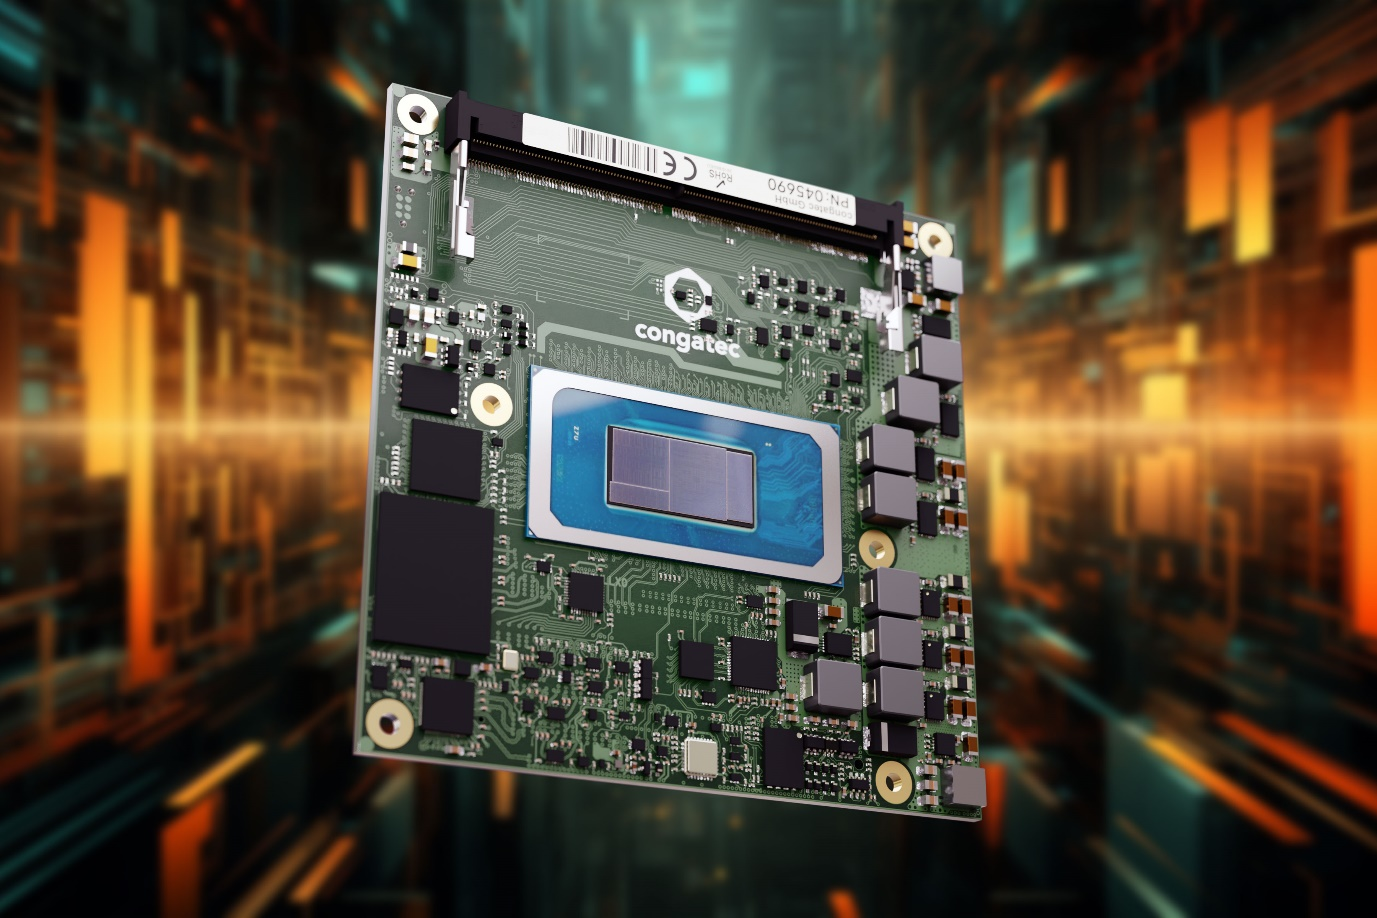 congatec GmbH
PN:045690
RoHS
CE
congatec